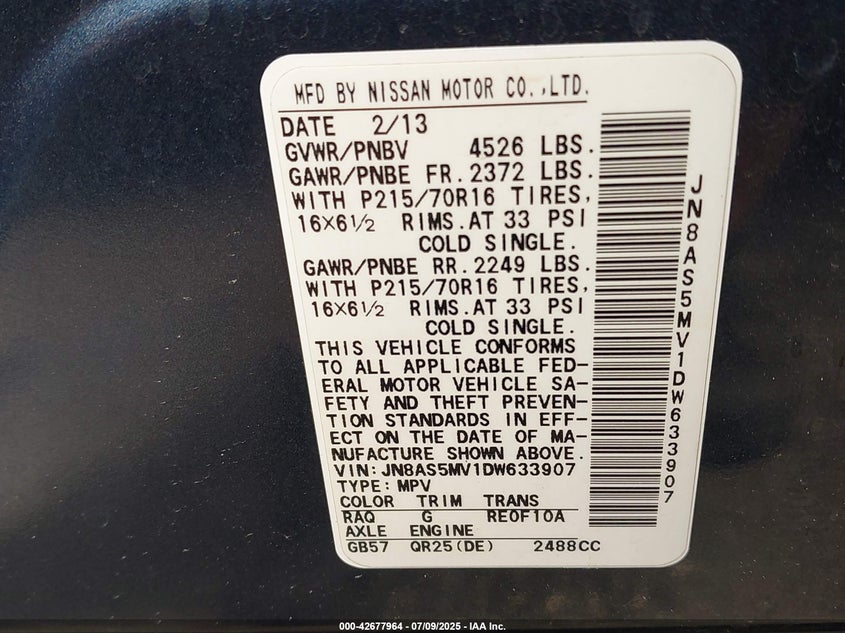 MFD BY NISSAN MOTOR CO.,LTD.
DATE 2/13
GVWR/PNBV 4526 LBS.
GAWR/PNBE FR. 2372 LBS.
WITH P215/70R16 TIRES,
16×6½ RIMS. AT 33 PSI
COLD SINGLE.
GAWR/PNBE RR. 2249 LBS.
WITH P215/70R16 TIRES,
16×6½ RIMS. AT 33 PSI
COLD SINGLE.
THIS VEHICLE CONFORMS
TO ALL APPLICABLE FED-
ERAL MOTOR VEHICLE SA-
FETY AND THEFT PREVEN-
TION STANDARDS IN EFF-
ECT ON THE DATE OF MA-
NUFACTURE SHOWN ABOVE.
VIN: JN8AS5MV1DW633907
TYPE: MPV
COLOR TRIM TRANS
RAQ G RE0F10A
AXLE ENGINE
GB57 QR25(DE) 2488CC
JN8AS5MV1DW633907
000-42677964 - 07/09/2025 - IAA Inc.